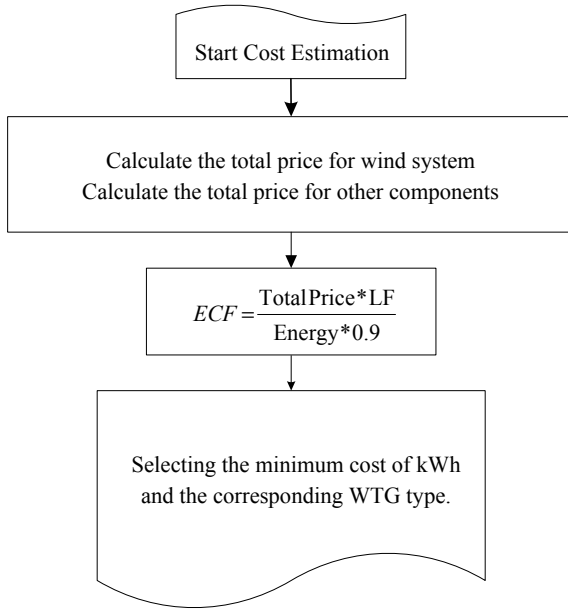 Start Cost Estimation
Calculate the total price for wind system
Calculate the total price for other components
ECF = TotalPrice*LF / Energy*0.9
Selecting the minimum cost of kWh
and the corresponding WTG type.